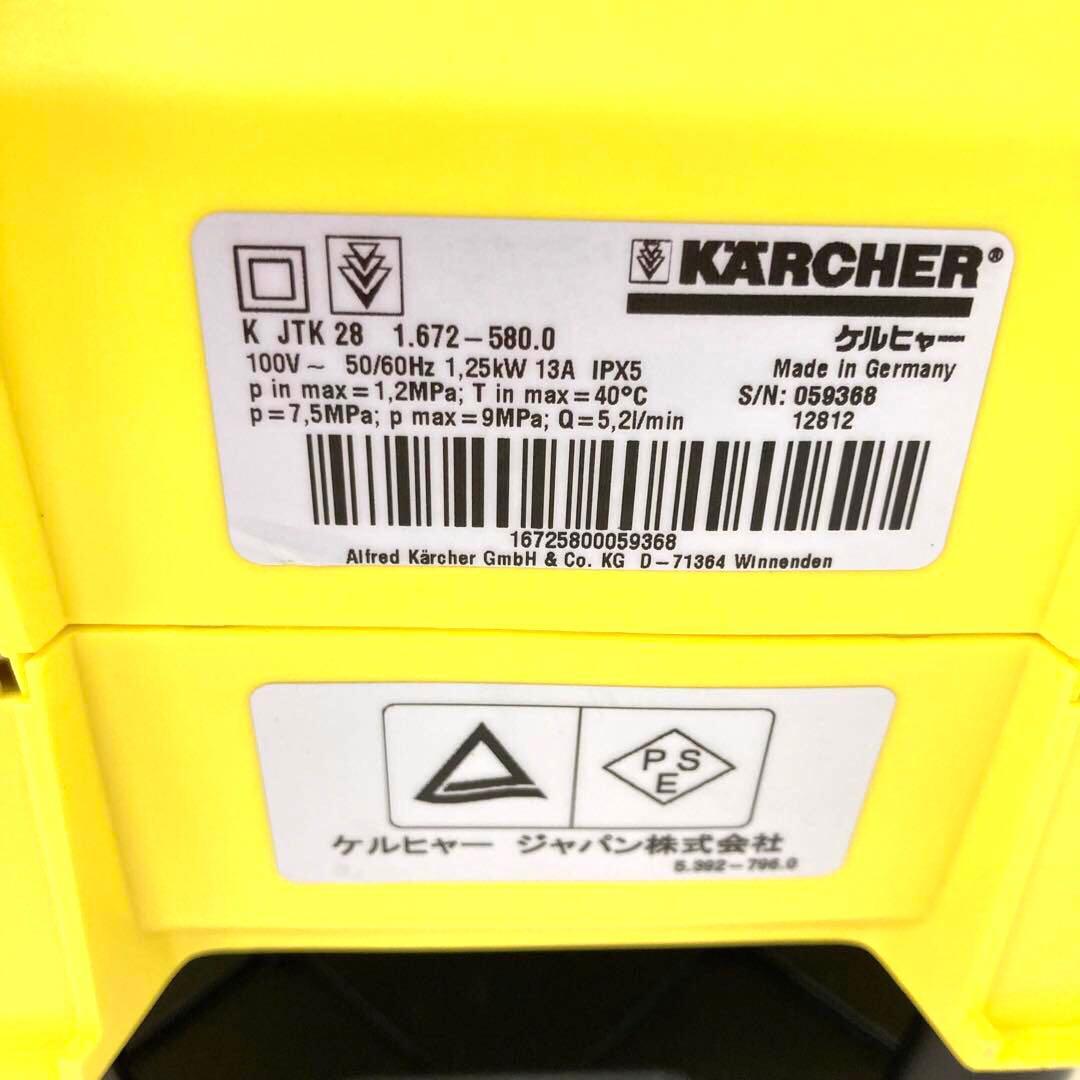 KÄRCHER®
ケルヒャー
K JTK 28 1.672-580.0
100V ~ 50/60Hz 1,25kW 13A IPX5
p in max=1,2MPa; T in max=40°C
p=7,5MPa; p max=9MPa; Q=5,2l/min
Made in Germany
S/N: 059368
12812
16725800059368
Alfred Kärcher GmbH & Co. KG D-71364 Winnenden
PSE
ケルヒャー ジャパン株式会社
5.392-796.0